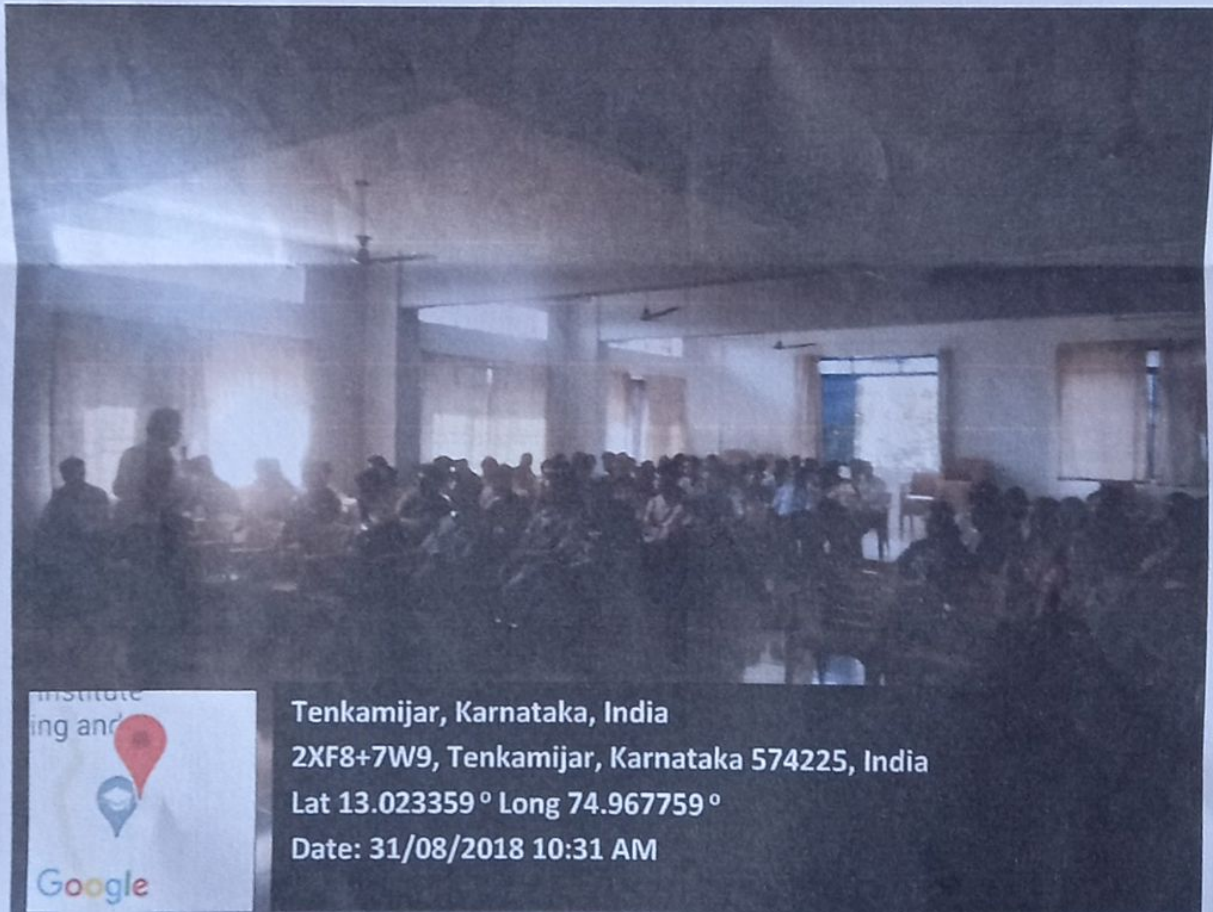 ing and
Google
Tenkamijar, Karnataka, India
2XF8+7W9, Tenkamijar, Karnataka 574225, India
Lat 13.023359 ° Long 74.967759 °
Date: 31/08/2018 10:31 AM